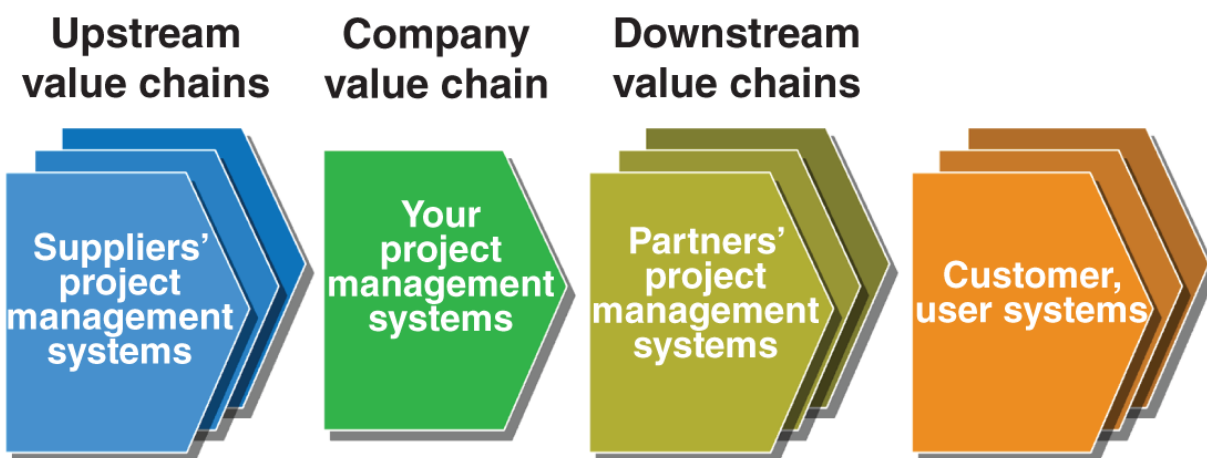 Upstream
value chains
Company
value chain
Downstream
value chains
Suppliers’
project
management
systems
Your
project
management
systems
Partners’
project
management
systems
Customer,
user systems